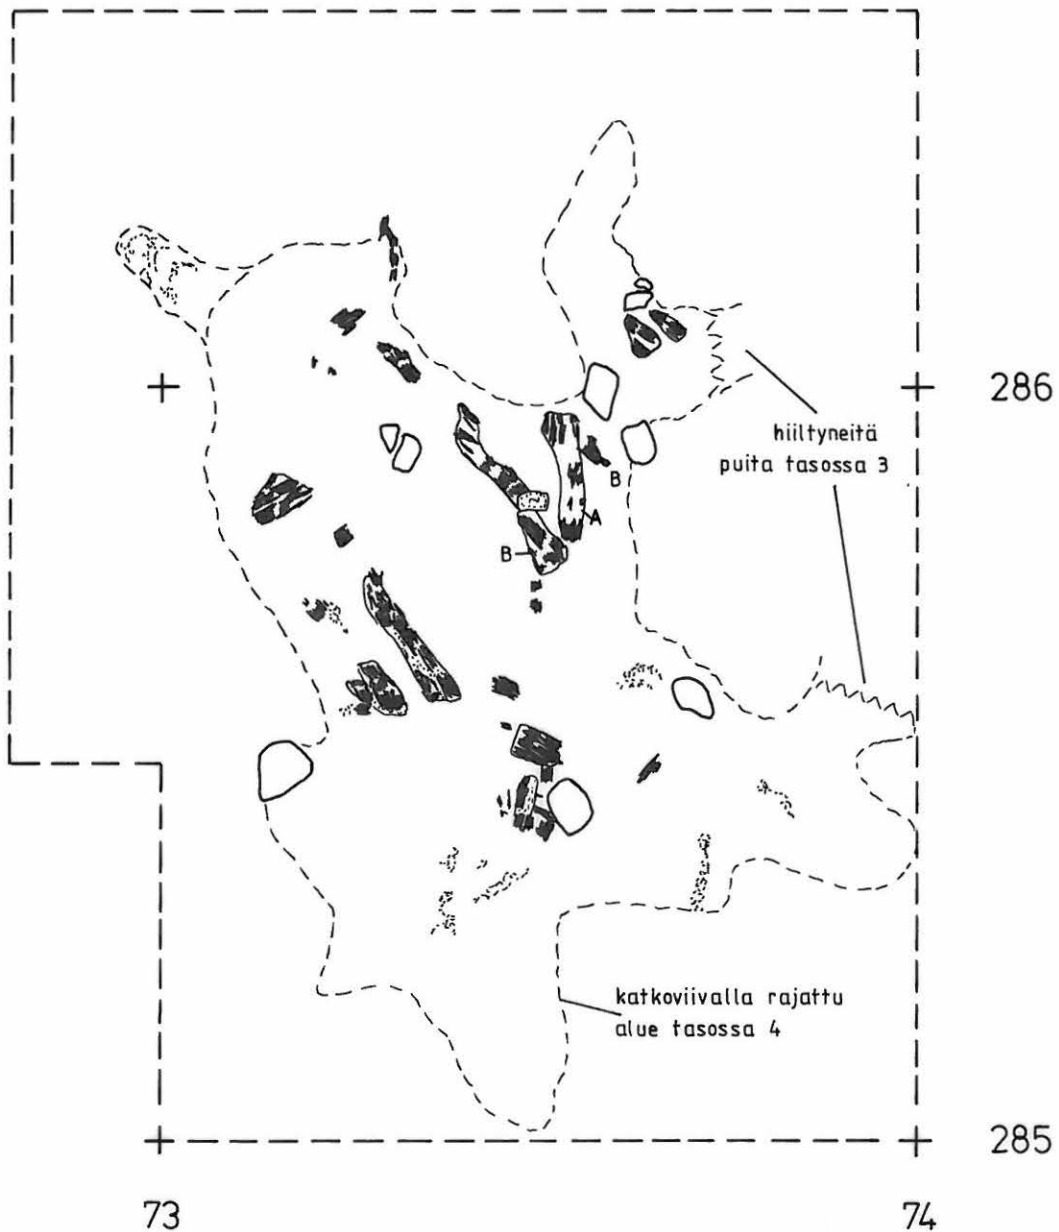 286
hiiltyneitä
puita tasossa 3
B
A
B
katkoviivalla rajattu
alue tasossa 4
285
73
74